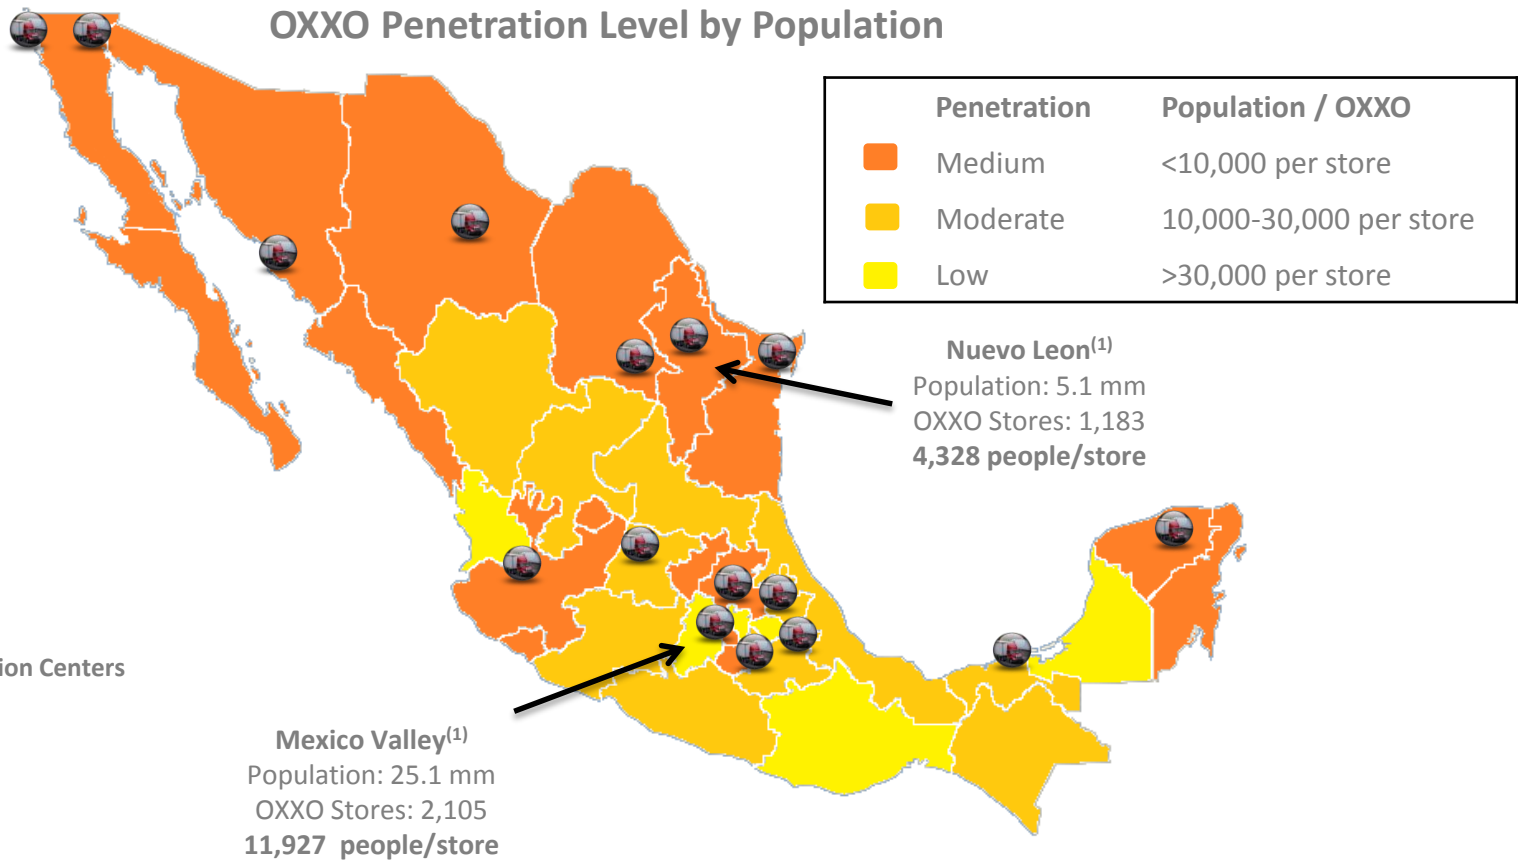 OXXO Penetration Level by Population
Penetration Population / OXXO
Medium <10,000 per store
Moderate 10,000-30,000 per store
Low >30,000 per store
Nuevo Leon(1)
Population: 5.1 mm
OXXO Stores: 1,183
4,328 people/store
ion Centers
Mexico Valley(1)
Population: 25.1 mm
OXXO Stores: 2,105
11,927 people/store